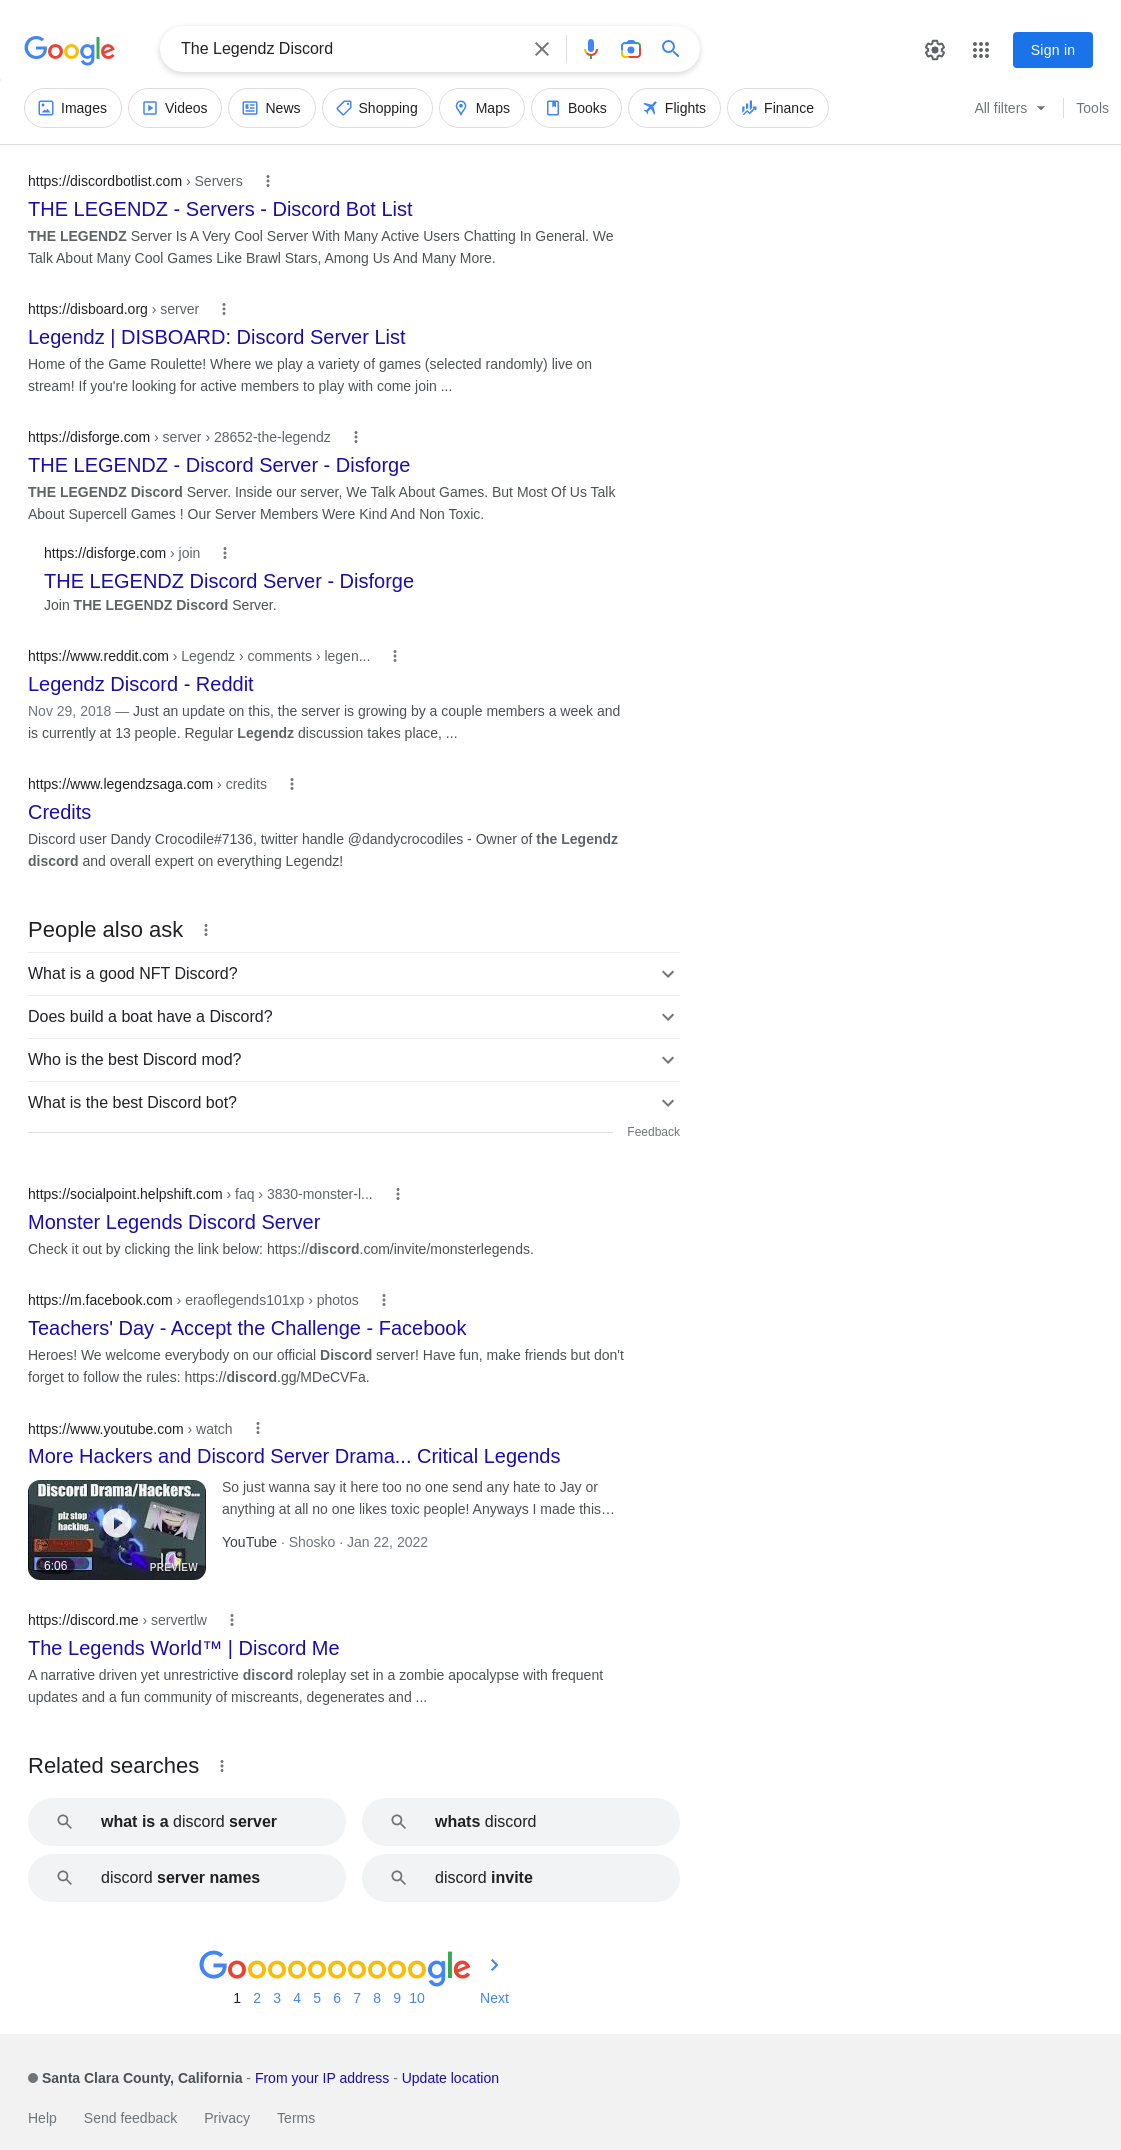 Google
The Legendz Discord
Sign in
Images
Videos
News
Shopping
Maps
Books
Flights
Finance
All filters
Tools
https://discordbotlist.com › Servers
THE LEGENDZ - Servers - Discord Bot List
THE LEGENDZ Server Is A Very Cool Server With Many Active Users Chatting In General. We
Talk About Many Cool Games Like Brawl Stars, Among Us And Many More.
https://disboard.org › server
Legendz | DISBOARD: Discord Server List
Home of the Game Roulette! Where we play a variety of games (selected randomly) live on
stream! If you're looking for active members to play with come join ...
https://disforge.com › server › 28652-the-legendz
THE LEGENDZ - Discord Server - Disforge
THE LEGENDZ Discord Server. Inside our server, We Talk About Games. But Most Of Us Talk
About Supercell Games ! Our Server Members Were Kind And Non Toxic.
https://disforge.com › join
THE LEGENDZ Discord Server - Disforge
Join THE LEGENDZ Discord Server.
https://www.reddit.com › Legendz › comments › legen...
Legendz Discord - Reddit
Nov 29, 2018 — Just an update on this, the server is growing by a couple members a week and
is currently at 13 people. Regular Legendz discussion takes place, ...
https://www.legendzsaga.com › credits
Credits
Discord user Dandy Crocodile#7136, twitter handle @dandycrocodiles - Owner of the Legendz
discord and overall expert on everything Legendz!
People also ask
What is a good NFT Discord?
Does build a boat have a Discord?
Who is the best Discord mod?
What is the best Discord bot?
Feedback
https://socialpoint.helpshift.com › faq › 3830-monster-l...
Monster Legends Discord Server
Check it out by clicking the link below: https://discord.com/invite/monsterlegends.
https://m.facebook.com › eraoflegends101xp › photos
Teachers' Day - Accept the Challenge - Facebook
Heroes! We welcome everybody on our official Discord server! Have fun, make friends but don't
forget to follow the rules: https://discord.gg/MDeCVFa.
https://www.youtube.com › watch
More Hackers and Discord Server Drama... Critical Legends
Discord Drama/Hackers...
plz stop
hacking...
6:06
PREVIEW
So just wanna say it here too no one send any hate to Jay or
anything at all no one likes toxic people! Anyways I made this…
YouTube · Shosko · Jan 22, 2022
https://discord.me › servertlw
The Legends World™ | Discord Me
A narrative driven yet unrestrictive discord roleplay set in a zombie apocalypse with frequent
updates and a fun community of miscreants, degenerates and ...
Related searches
what is a discord server
whats discord
discord server names
discord invite
Goooooooooogle
1 2 3 4 5 6 7 8 9 10 Next
Santa Clara County, California - From your IP address - Update location
Help
Send feedback
Privacy
Terms